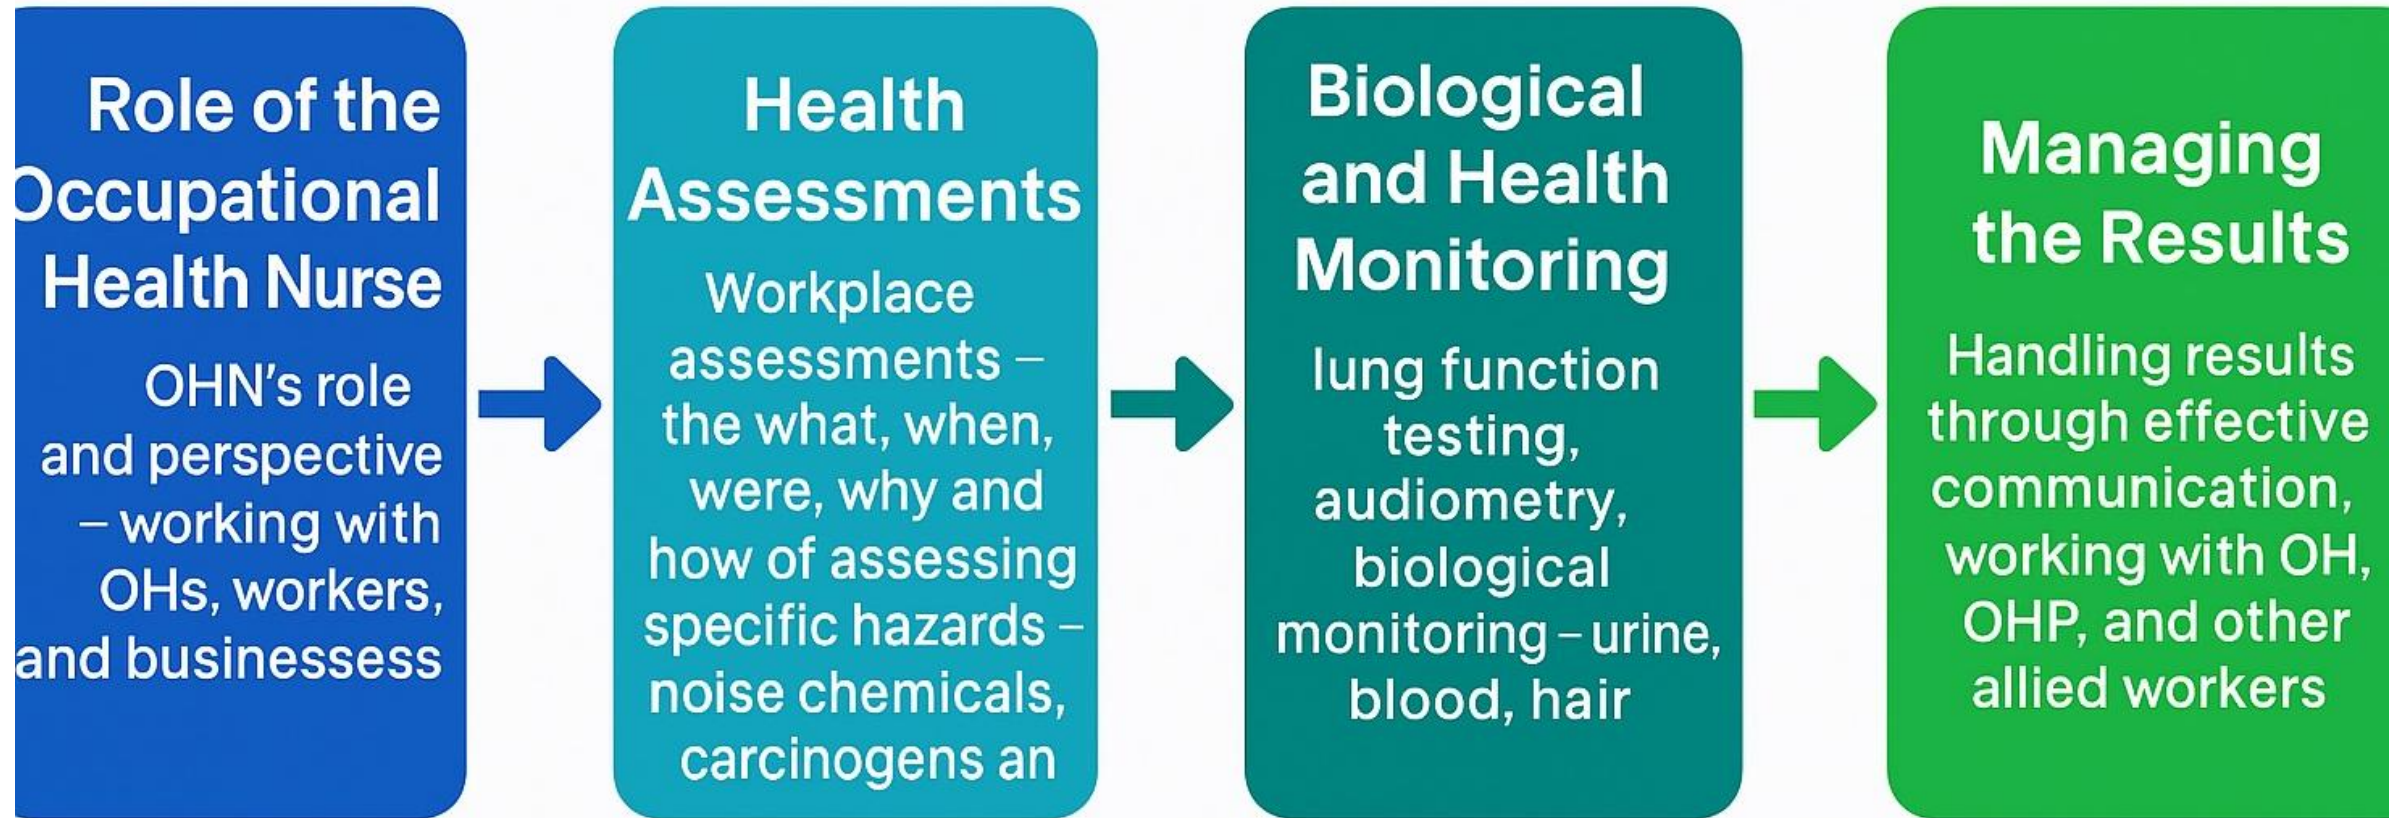 Role of the
Occupational
Health Nurse
OHN's role
and perspective
– working with
OHs, workers,
and businessess
Health
Assessments
Workplace
assessments –
the what, when,
were, why and
how of assessing
specific hazards –
noise chemicals,
carcinogens an
Biological
and Health
Monitoring
lung function
testing,
audiometry,
biological
monitoring – urine,
blood, hair
Managing
the Results
Handling results
through effective
communication,
working with OH,
OHP, and other
allied workers